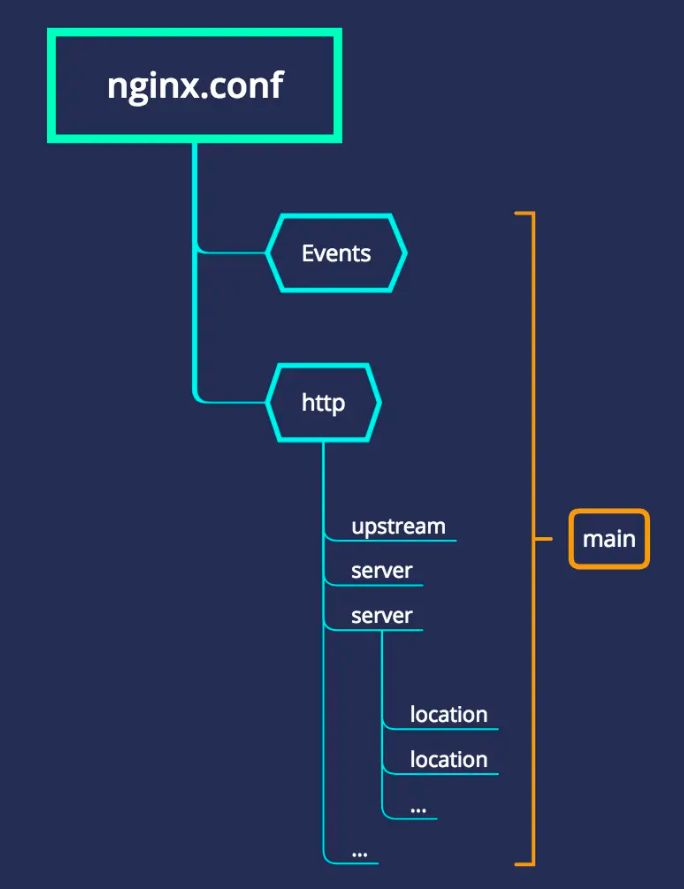 nginx.conf
Events
http
upstream
server
main
server
location
location
...
...